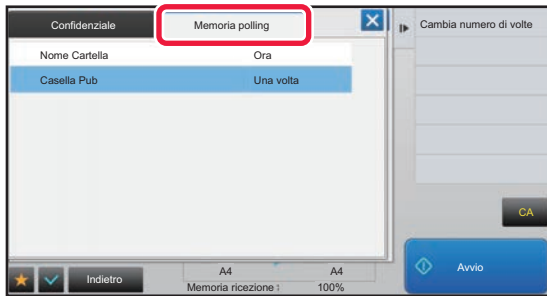 Confidenziale
Memoria polling
Cambia numero di volte
Nome Cartella
Ora
Casella Pub
Una volta
CA
Indietro
A4
A4
Avvio
Memoria ricezione :
100%